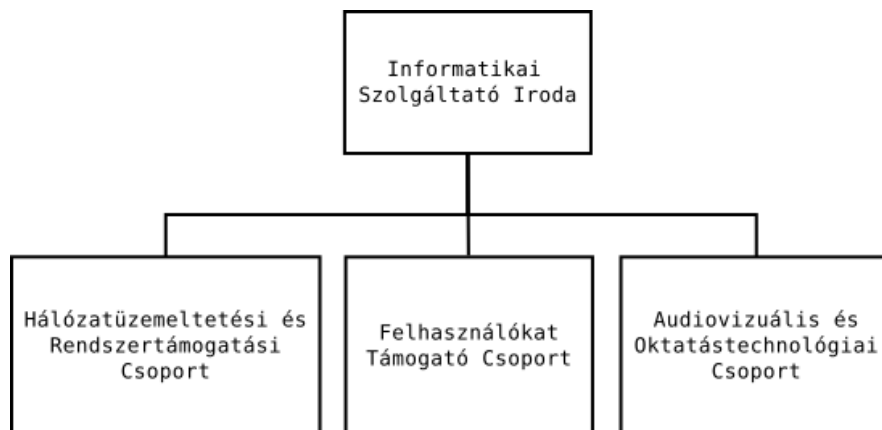 Informatikai
Szolgáltató Iroda
Hálózatüzemeltetési és
Rendszertámogatási
Csoport
Felhasználókat
Támogató Csoport
Audiovizuális és
Oktatástechnológiai
Csoport